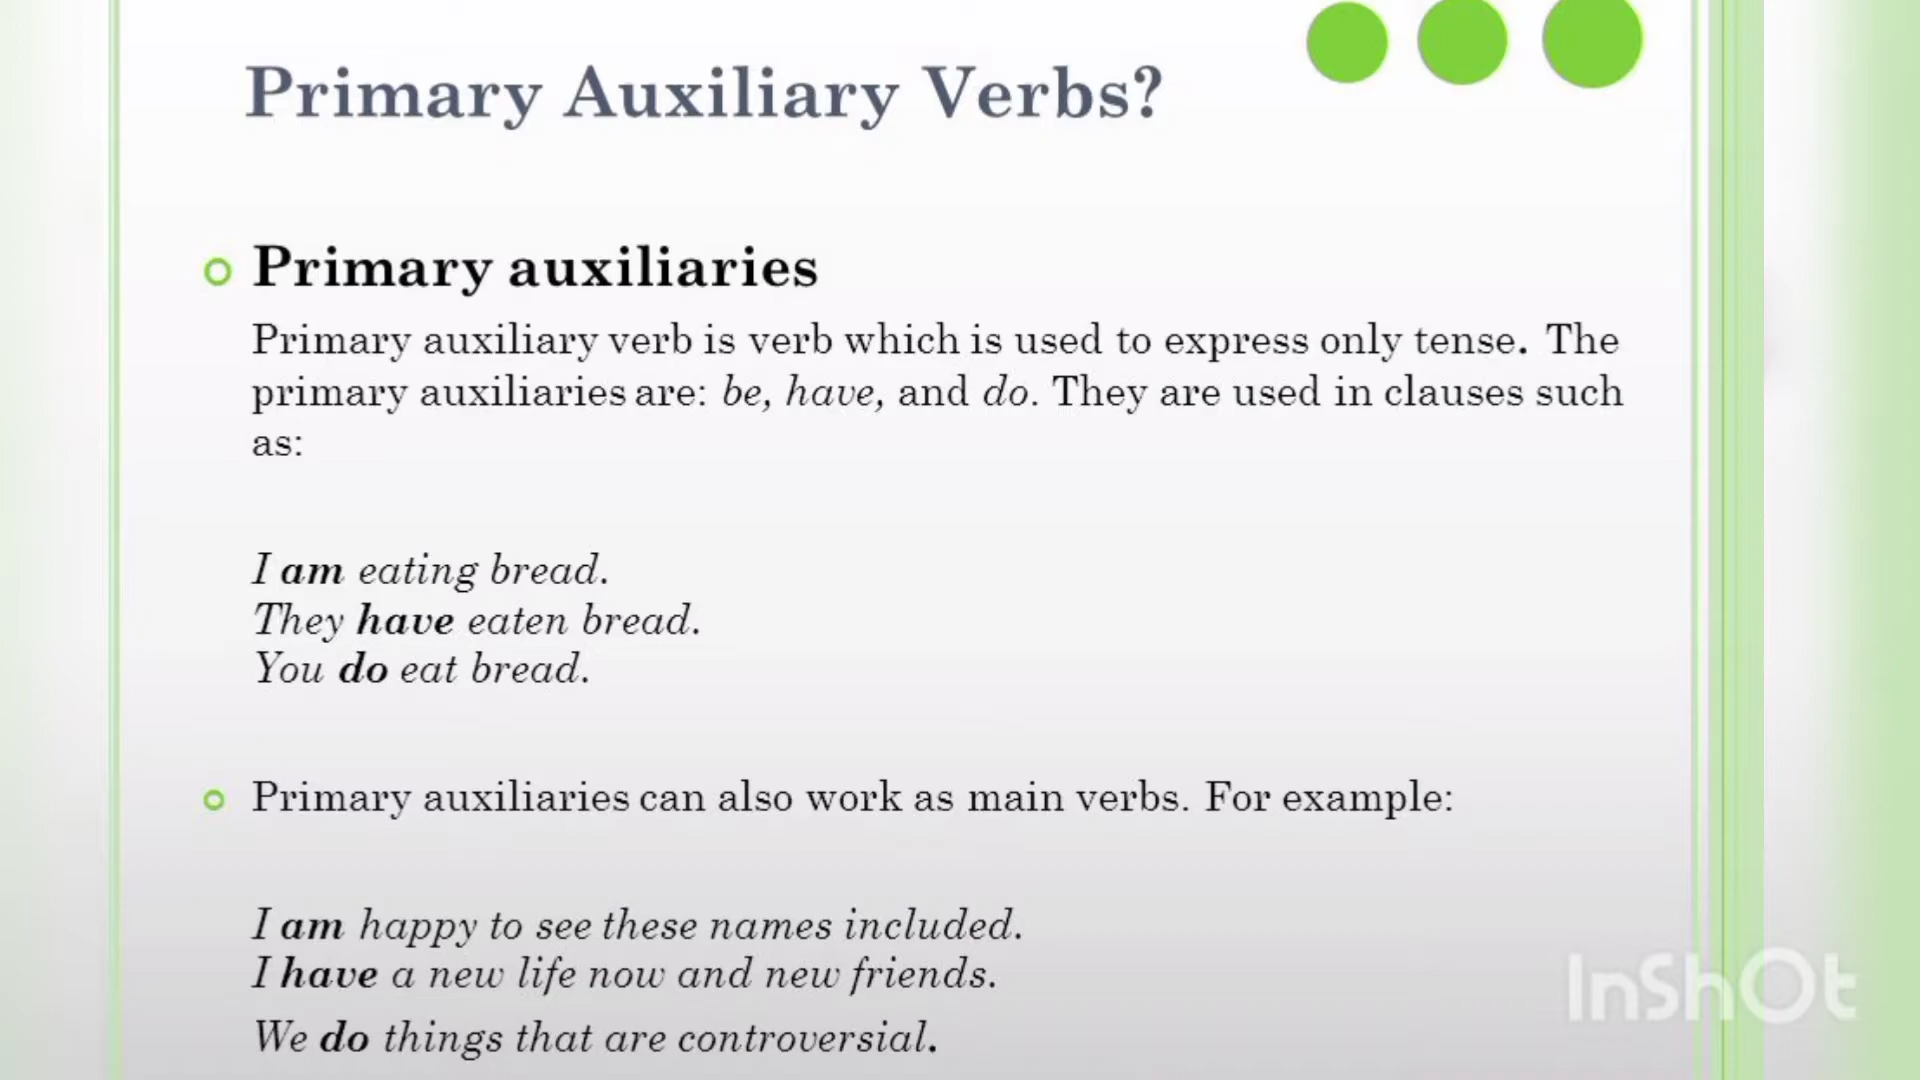 Primary Auxiliary Verbs?
Primary auxiliaries
Primary auxiliary verb is verb which is used to express only tense. The
primary auxiliaries are: be, have, and do. They are used in clauses such
as:
I am eating bread.
They have eaten bread.
You do eat bread.
Primary auxiliaries can also work as main verbs. For example:
I am happy to see these names included.
I have a new life now and new friends.
We do things that are controversial.
InShOt